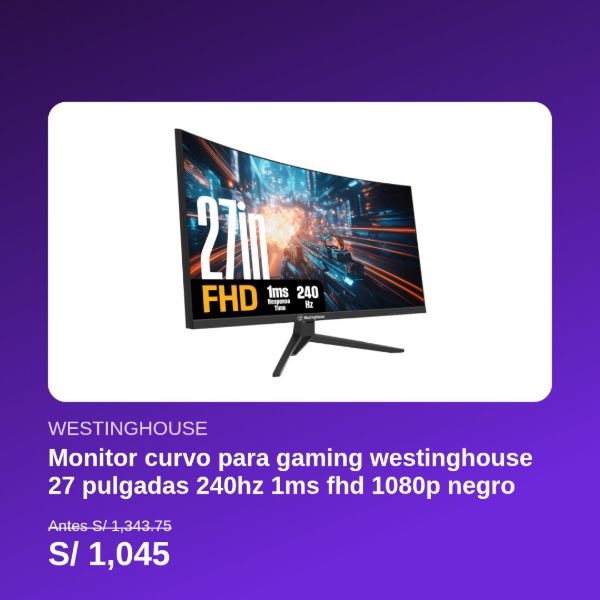 27in
FHD
1ms
Response
Time
240
Hz
Westinghouse
WESTINGHOUSE
Monitor curvo para gaming westinghouse
27 pulgadas 240hz 1ms fhd 1080p negro
Antes S/ 1,343.75
S/ 1,045